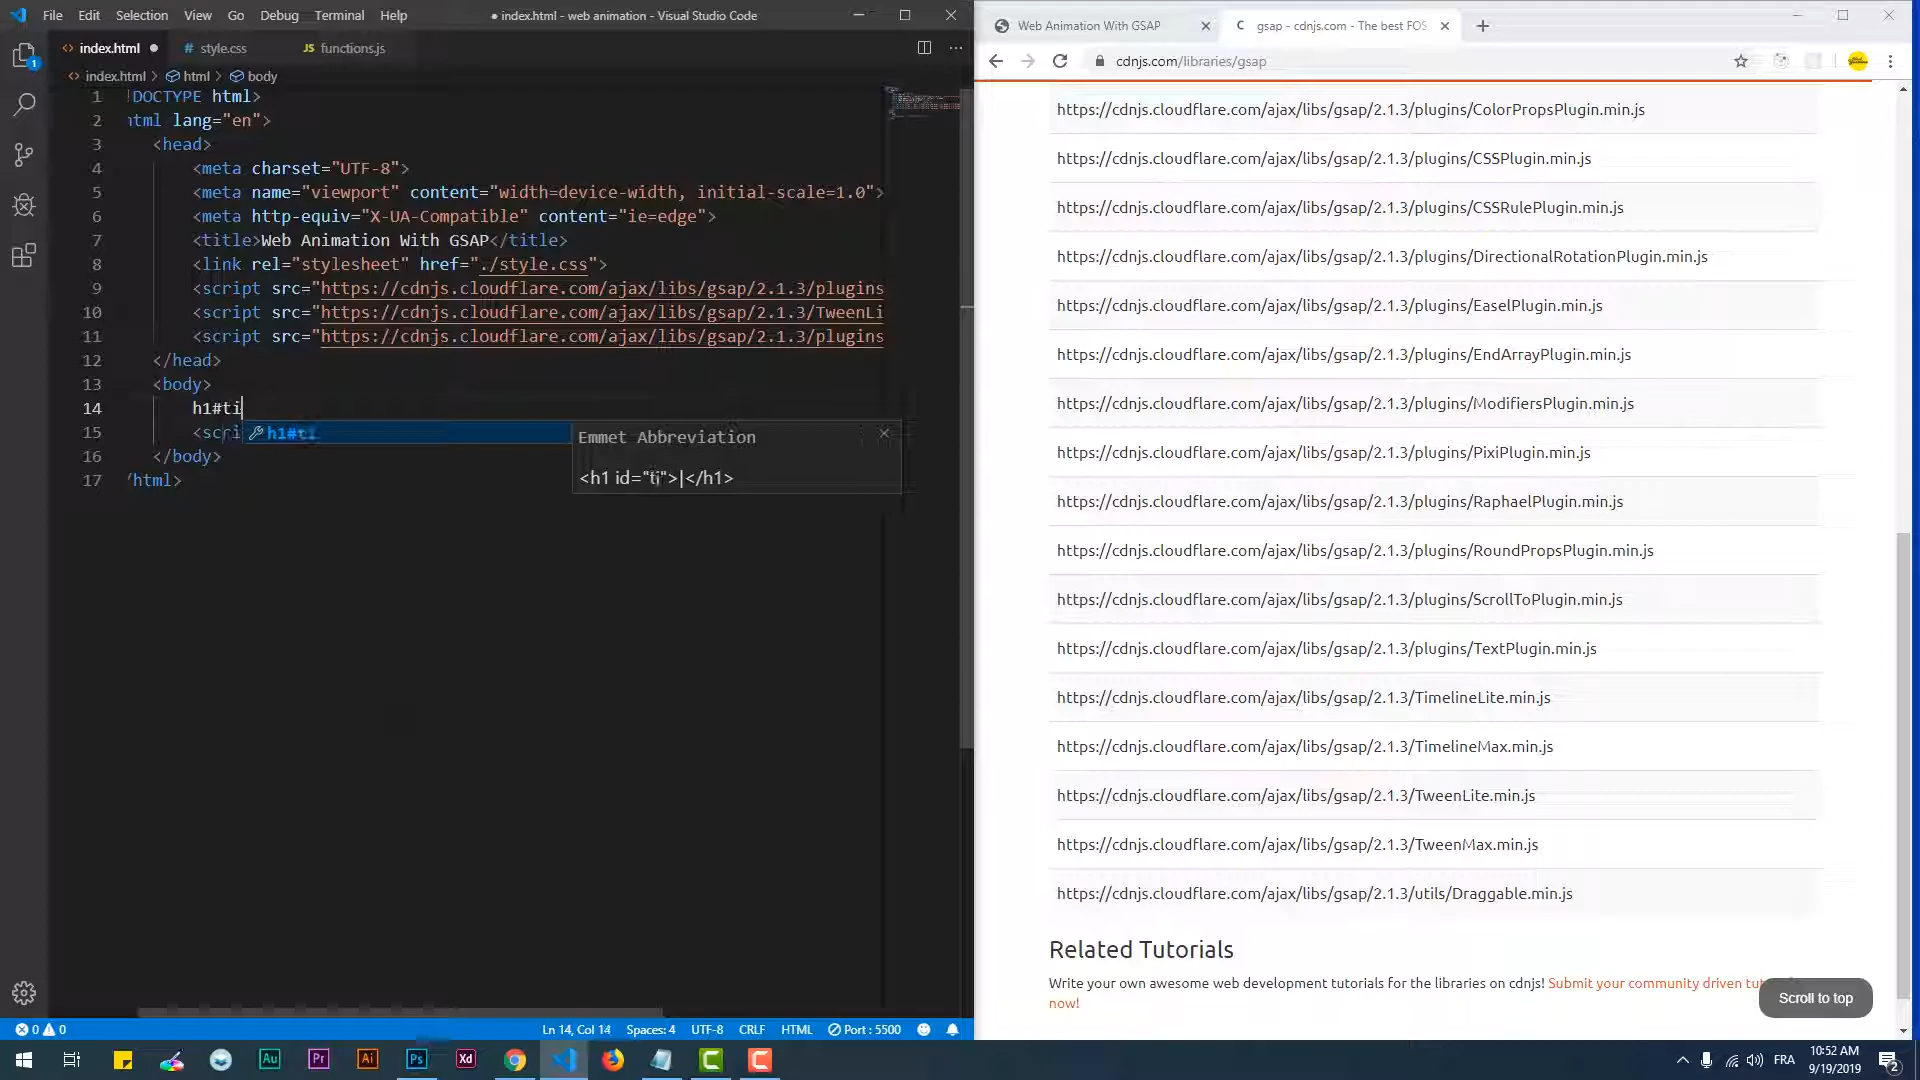 File Edit Selection View Go Debug Terminal Help
● index.html - web animation - Visual Studio Code
index.html
style.css
functions.js
index.html > html > body
1 !DOCTYPE html>
2 html lang="en">
3 <head>
4 <meta charset="UTF-8">
5 <meta name="viewport" content="width=device-width, initial-scale=1.0">
6 <meta http-equiv="X-UA-Compatible" content="ie=edge">
7 <title>Web Animation With GSAP</title>
8 <link rel="stylesheet" href="./style.css">
9 <script src="https://cdnjs.cloudflare.com/ajax/libs/gsap/2.1.3/plugins
10 <script src="https://cdnjs.cloudflare.com/ajax/libs/gsap/2.1.3/TweenLi
11 <script src="https://cdnjs.cloudflare.com/ajax/libs/gsap/2.1.3/plugins
12 </head>
13 <body>
14 h1#ti
15 <scri
h1#ti
Emmet Abbreviation
<h1 id="ti">|</h1>
16 </body>
17 /html>
1
0 0
Ln 14, Col 14 Spaces: 4 UTF-8 CRLF HTML Port : 5500
Web Animation With GSAP
gsap - cdnjs.com - The best FOS
cdnjs.com/libraries/gsap
https://cdnjs.cloudflare.com/ajax/libs/gsap/2.1.3/plugins/ColorPropsPlugin.min.js
https://cdnjs.cloudflare.com/ajax/libs/gsap/2.1.3/plugins/CSSPlugin.min.js
https://cdnjs.cloudflare.com/ajax/libs/gsap/2.1.3/plugins/CSSRulePlugin.min.js
https://cdnjs.cloudflare.com/ajax/libs/gsap/2.1.3/plugins/DirectionalRotationPlugin.min.js
https://cdnjs.cloudflare.com/ajax/libs/gsap/2.1.3/plugins/EaselPlugin.min.js
https://cdnjs.cloudflare.com/ajax/libs/gsap/2.1.3/plugins/EndArrayPlugin.min.js
https://cdnjs.cloudflare.com/ajax/libs/gsap/2.1.3/plugins/ModifiersPlugin.min.js
https://cdnjs.cloudflare.com/ajax/libs/gsap/2.1.3/plugins/PixiPlugin.min.js
https://cdnjs.cloudflare.com/ajax/libs/gsap/2.1.3/plugins/RaphaelPlugin.min.js
https://cdnjs.cloudflare.com/ajax/libs/gsap/2.1.3/plugins/RoundPropsPlugin.min.js
https://cdnjs.cloudflare.com/ajax/libs/gsap/2.1.3/plugins/ScrollToPlugin.min.js
https://cdnjs.cloudflare.com/ajax/libs/gsap/2.1.3/plugins/TextPlugin.min.js
https://cdnjs.cloudflare.com/ajax/libs/gsap/2.1.3/TimelineLite.min.js
https://cdnjs.cloudflare.com/ajax/libs/gsap/2.1.3/TimelineMax.min.js
https://cdnjs.cloudflare.com/ajax/libs/gsap/2.1.3/TweenLite.min.js
https://cdnjs.cloudflare.com/ajax/libs/gsap/2.1.3/TweenMax.min.js
https://cdnjs.cloudflare.com/ajax/libs/gsap/2.1.3/utils/Draggable.min.js
Related Tutorials
Write your own awesome web development tutorials for the libraries on cdnjs! Submit your community driven tut
now!
Scroll to top
Au Pr Ai Ps Xd
FRA
10:52 AM
9/19/2019
2